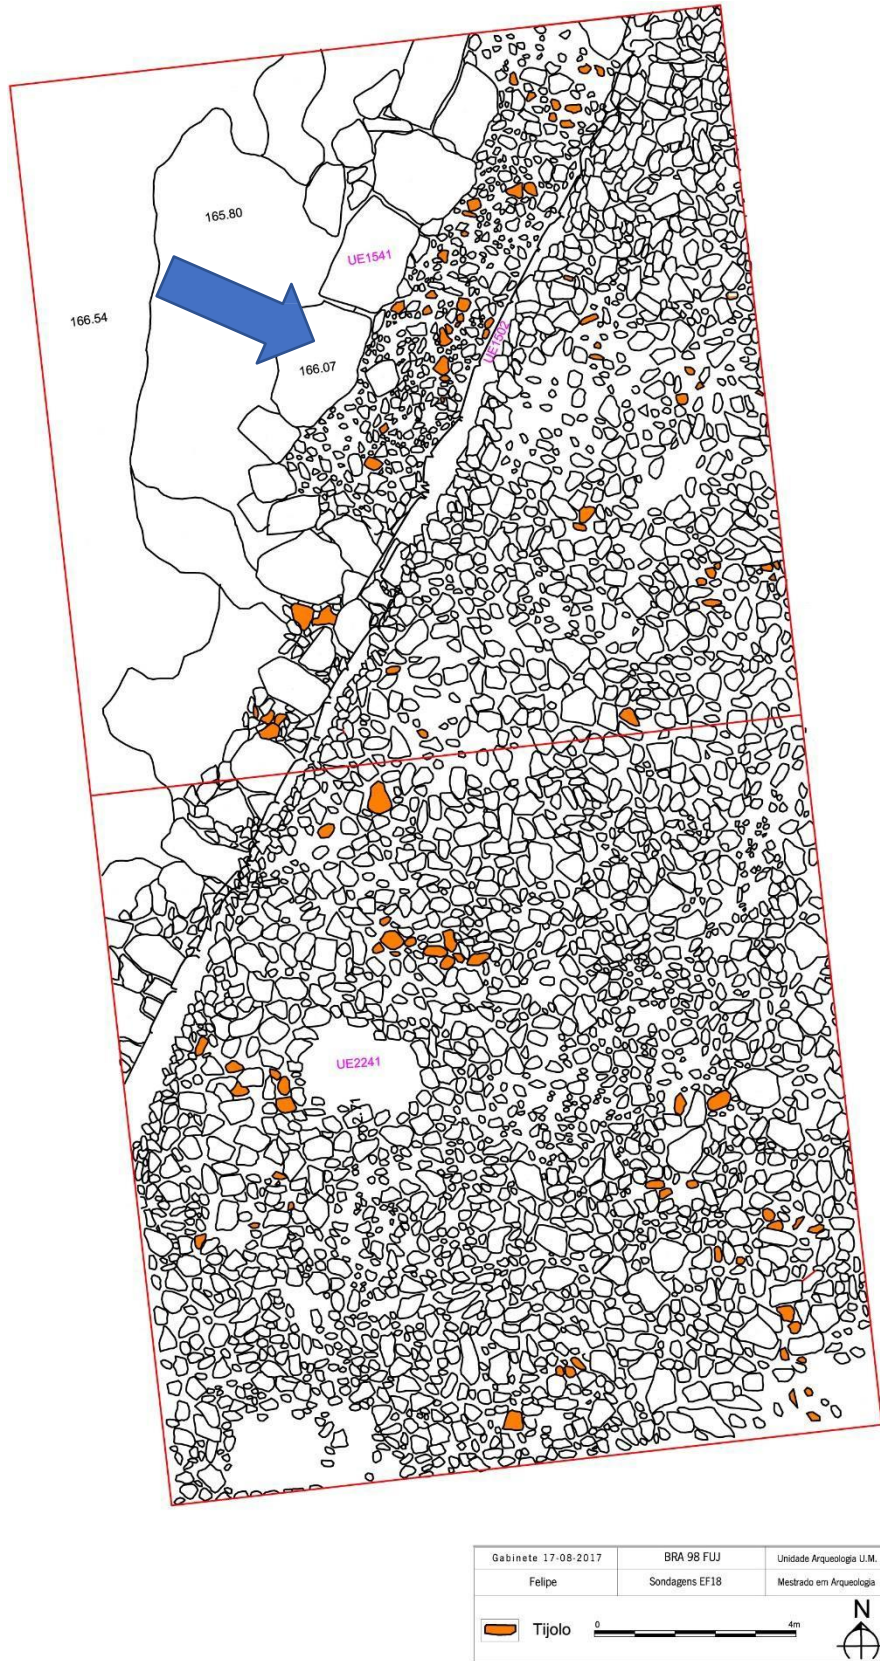 165.80
UE1541
166.54
UE1502
166.07
UE2241
Gabinete 17-08-2017
BRA 98 FUJ
Unidade Arqueologia U.M.
Felipe
Sondagens EF18
Mestrado em Arqueologia
Tijolo
0
4m
N